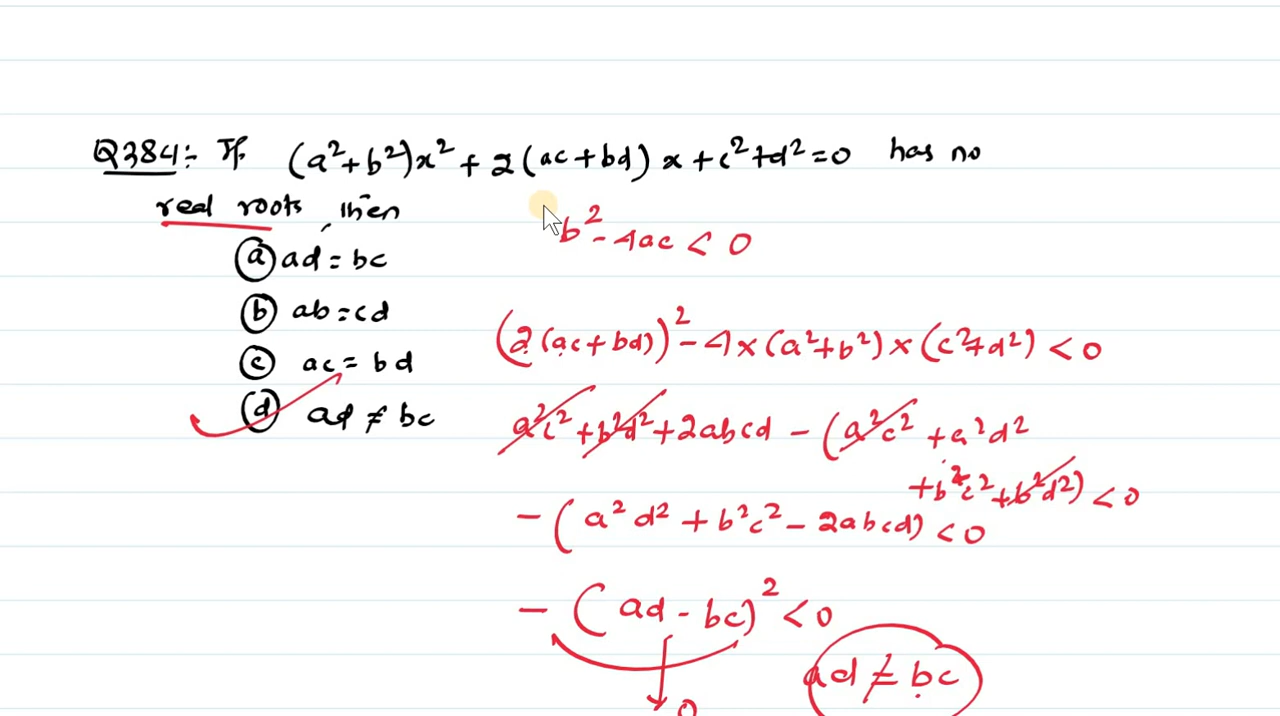 Q384:- If (a²+b²)x² + 2(ac+bd)x + c²+d²=0 has no
real roots, then
(a) ad = bc
(b) ab = cd
(c) ac = bd
(d) ad ≠ bc
b² - 4ac < 0
(2(ac+bd))² - 4×(a²+b²)×(c²+d²) < 0
a²c² + b²d² + 2abcd - (a²c² + a²d²
+ b²c² + b²d²) < 0
- (a²d² + b²c² - 2abcd) < 0
- (ad - bc)² < 0
ad ≠ bc
0